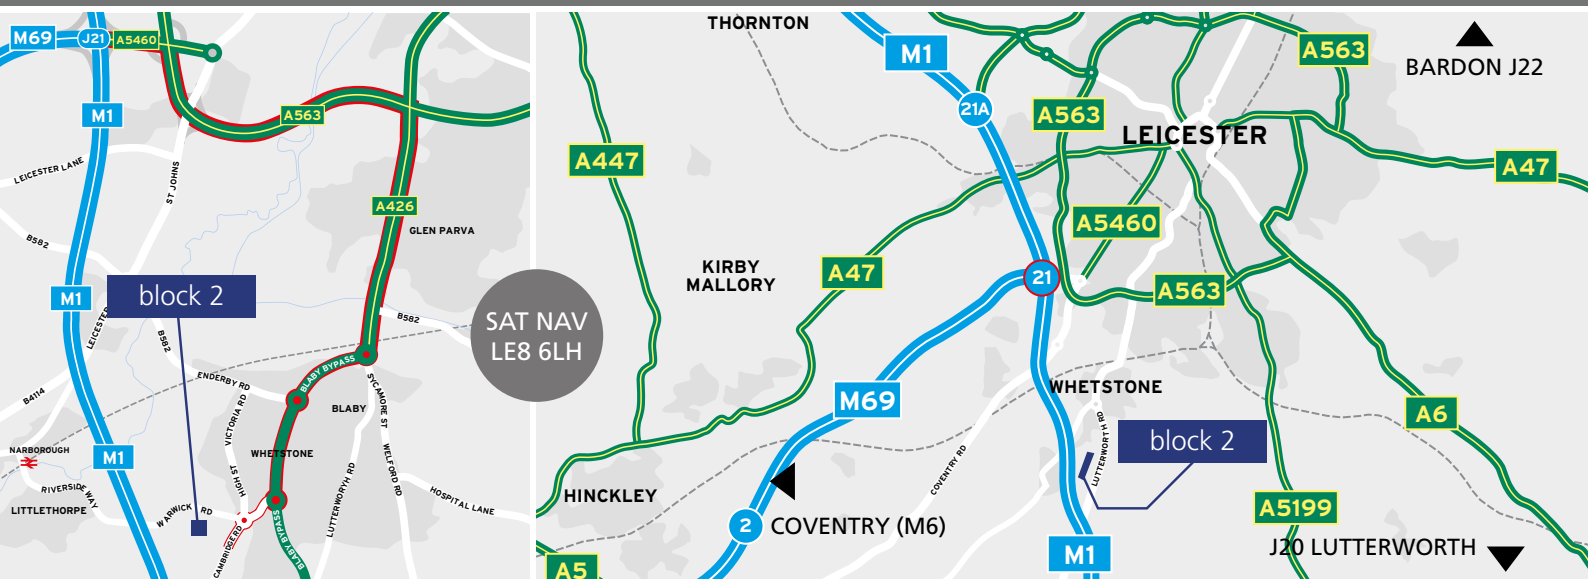 M69
J21
A5460
M1
A563
LEICESTER LANE
ST JOHNS
A426
GLEN PARVA
B582
M1
block 2
LEICESTER
B582
B582
BLABY BYPASS
ENDERBY RD
SYCAMORE ST
B4114
VICTORIA RD
BLABY
NARBOROUGH
WHETSTONE
M1
HIGH ST
WELFORD RD
LUTTERWORTH RD
RIVERSIDE WAY
HOSPITAL LANE
LITTLETHORPE
WARWICK RD
CAMBRIDGE RD
BLABY BYPASS
SAT NAV
LE8 6LH
THORNTON
M1
A563
BARDON J22
21A
A563
LEICESTER
A447
A47
A5460
KIRBY
MALLORY
A47
21
A563
WHETSTONE
M69
A6
LUTTERWORTH RD
block 2
COVENTRY RD
HINCKLEY
A5199
2
COVENTRY (M6)
M1
J20 LUTTERWORTH
A5